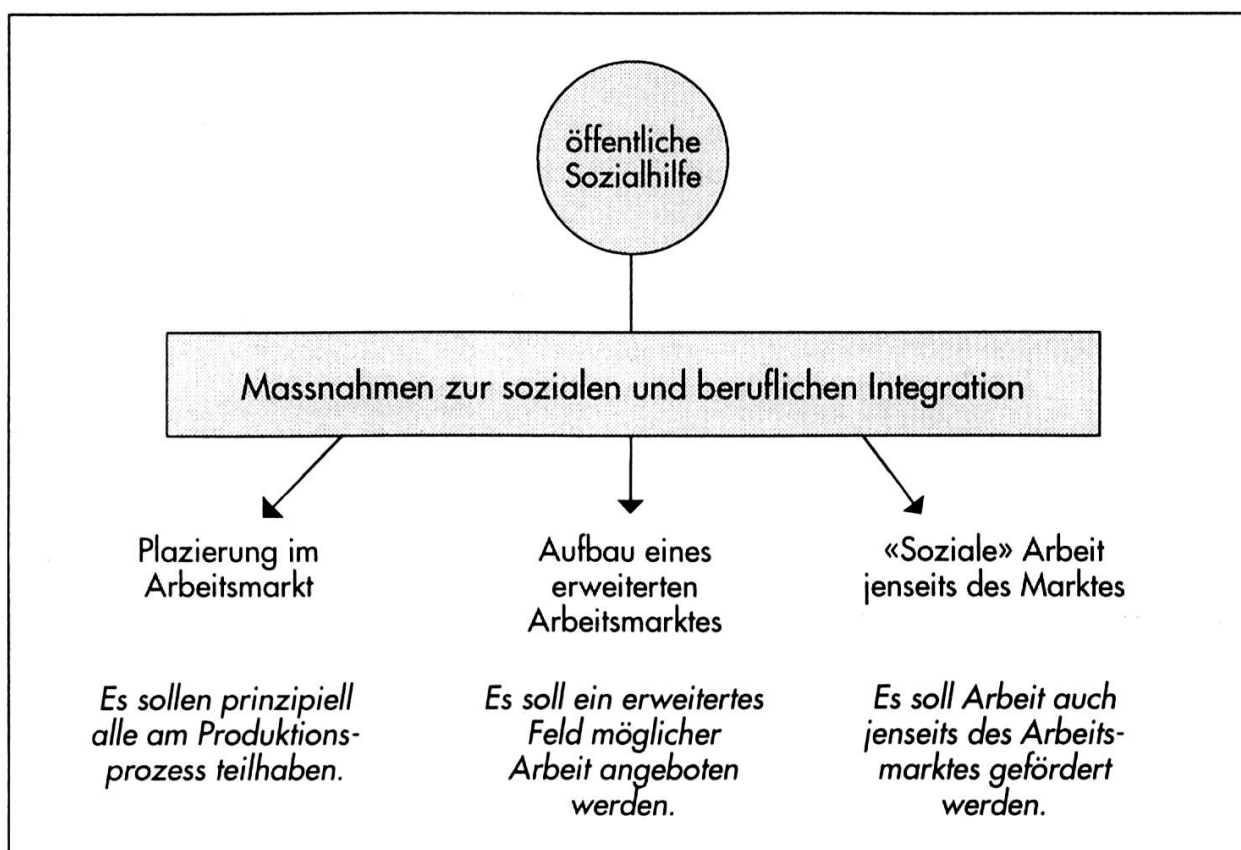 öffentliche
Sozialhilfe
Massnahmen zur sozialen und beruflichen Integration
Plazierung im
Arbeitsmarkt
Es sollen prinzipiell
alle am Produktions-
prozess teilhaben.
Aufbau eines
erweiterten
Arbeitsmarktes
Es soll ein erweitertes
Feld möglicher
Arbeit angeboten
werden.
«Soziale» Arbeit
jenseits des Marktes
Es soll Arbeit auch
jenseits des Arbeits-
marktes gefördert
werden.